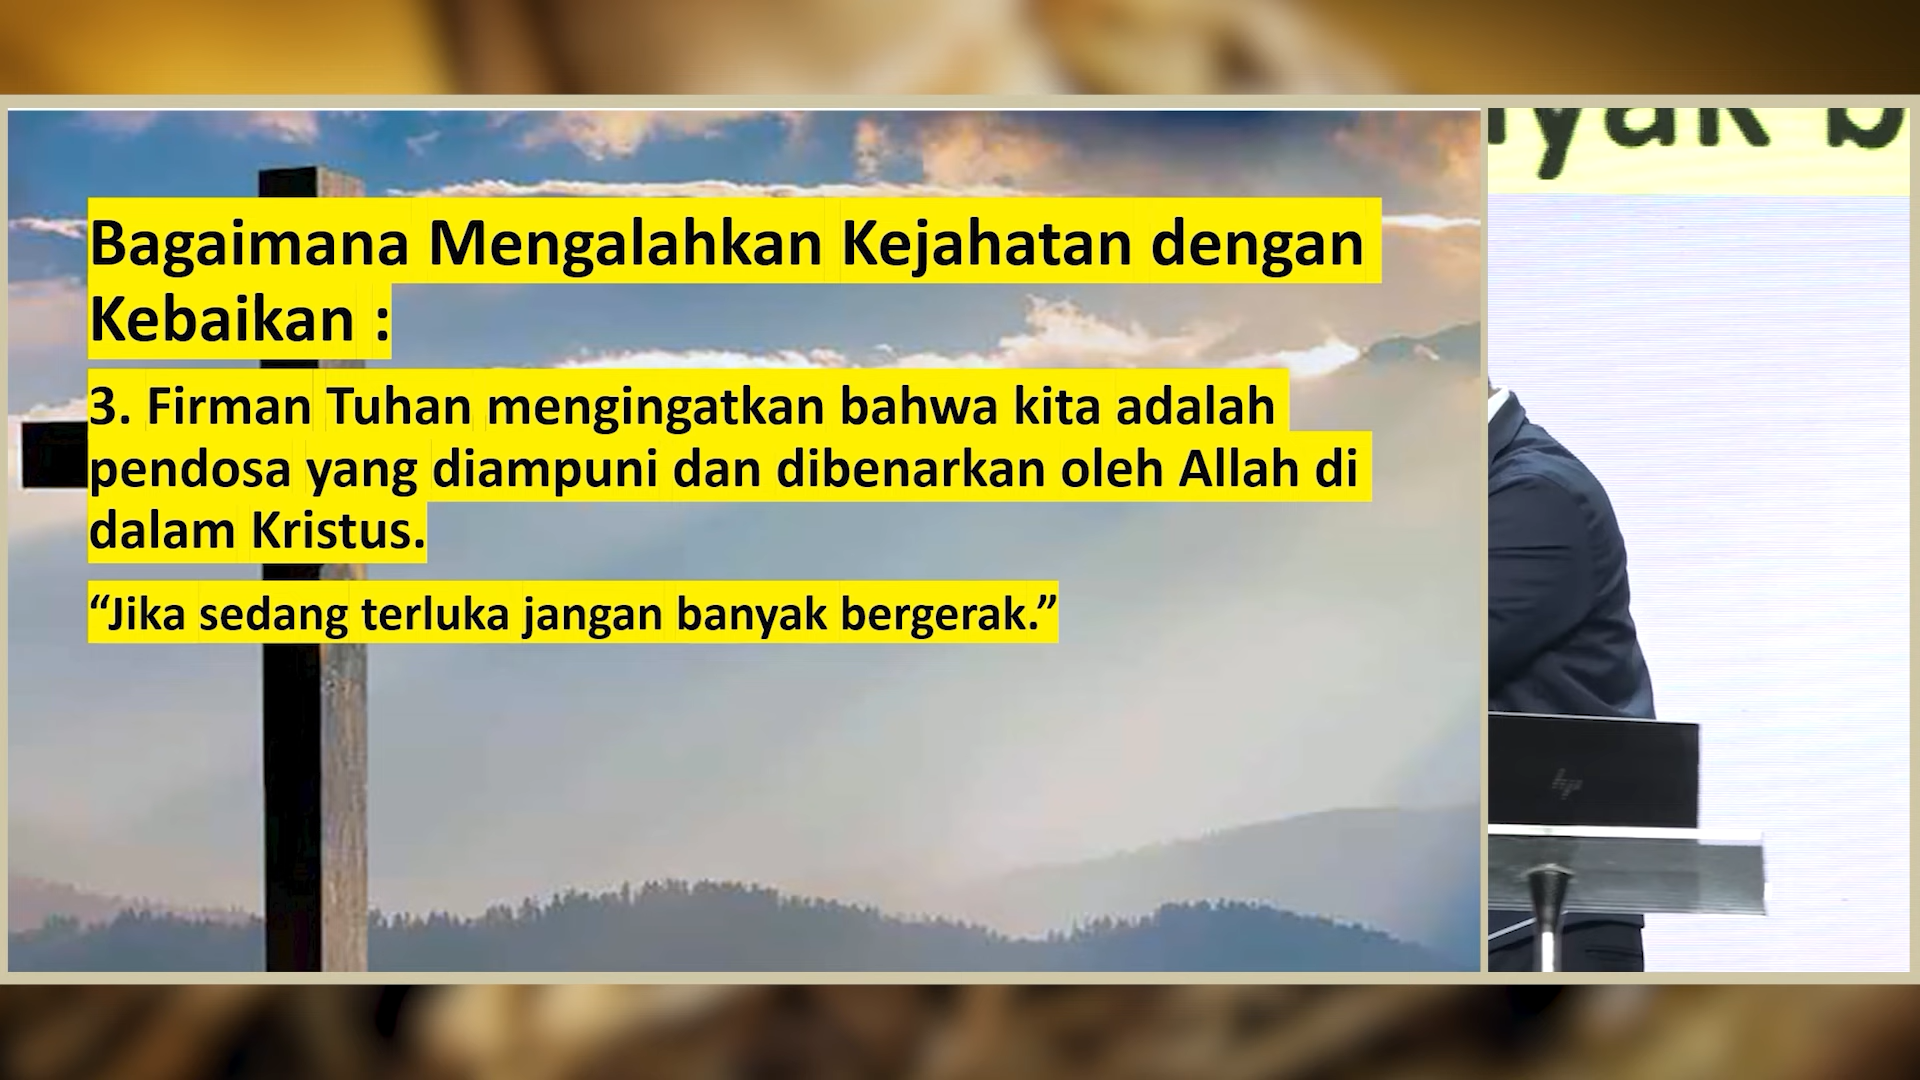 Bagaimana Mengalahkan Kejahatan dengan
Kebaikan :
3. Firman Tuhan mengingatkan bahwa kita adalah
pendosa yang diampuni dan dibenarkan oleh Allah di
dalam Kristus.
“Jika sedang terluka jangan banyak bergerak.”
hp